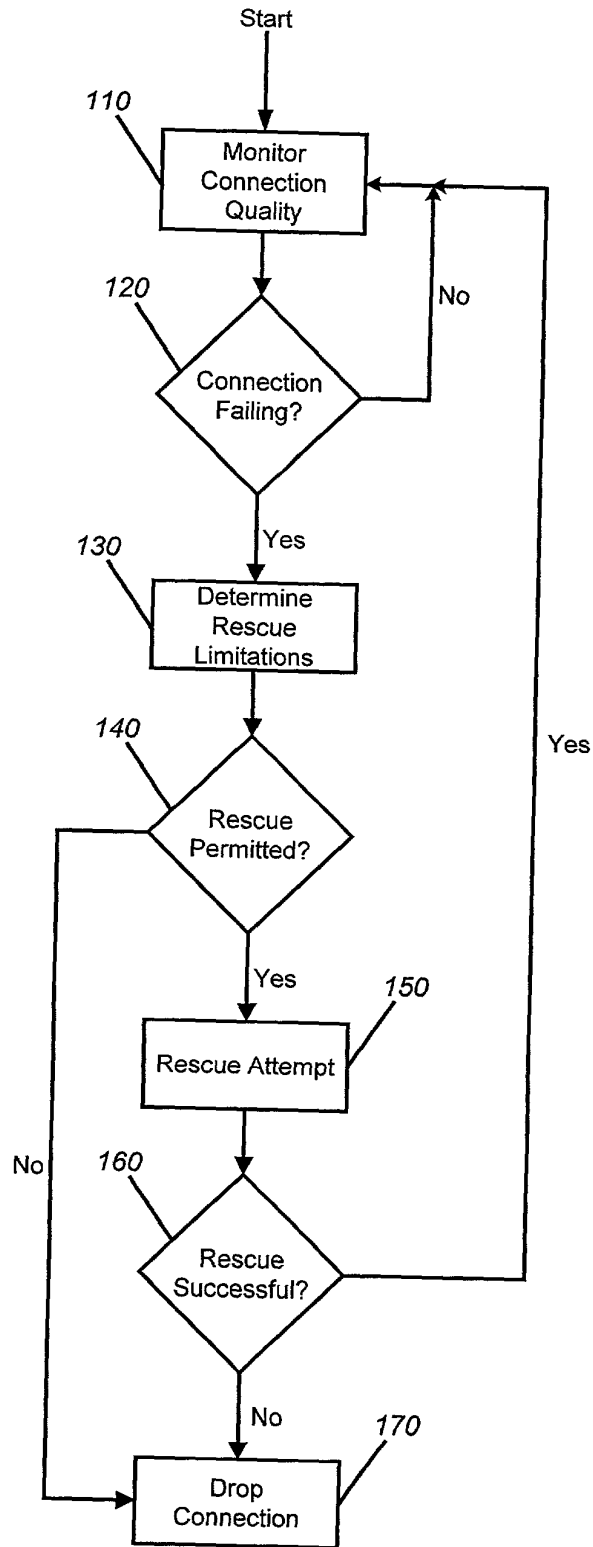 Start
110
Monitor
Connection
Quality
120
No
Connection
Failing?
Yes
130
Determine
Rescue
Limitations
140
Yes
Rescue
Permitted?
Yes
150
Rescue Attempt
No
160
Rescue
Successful?
No
170
Drop
Connection